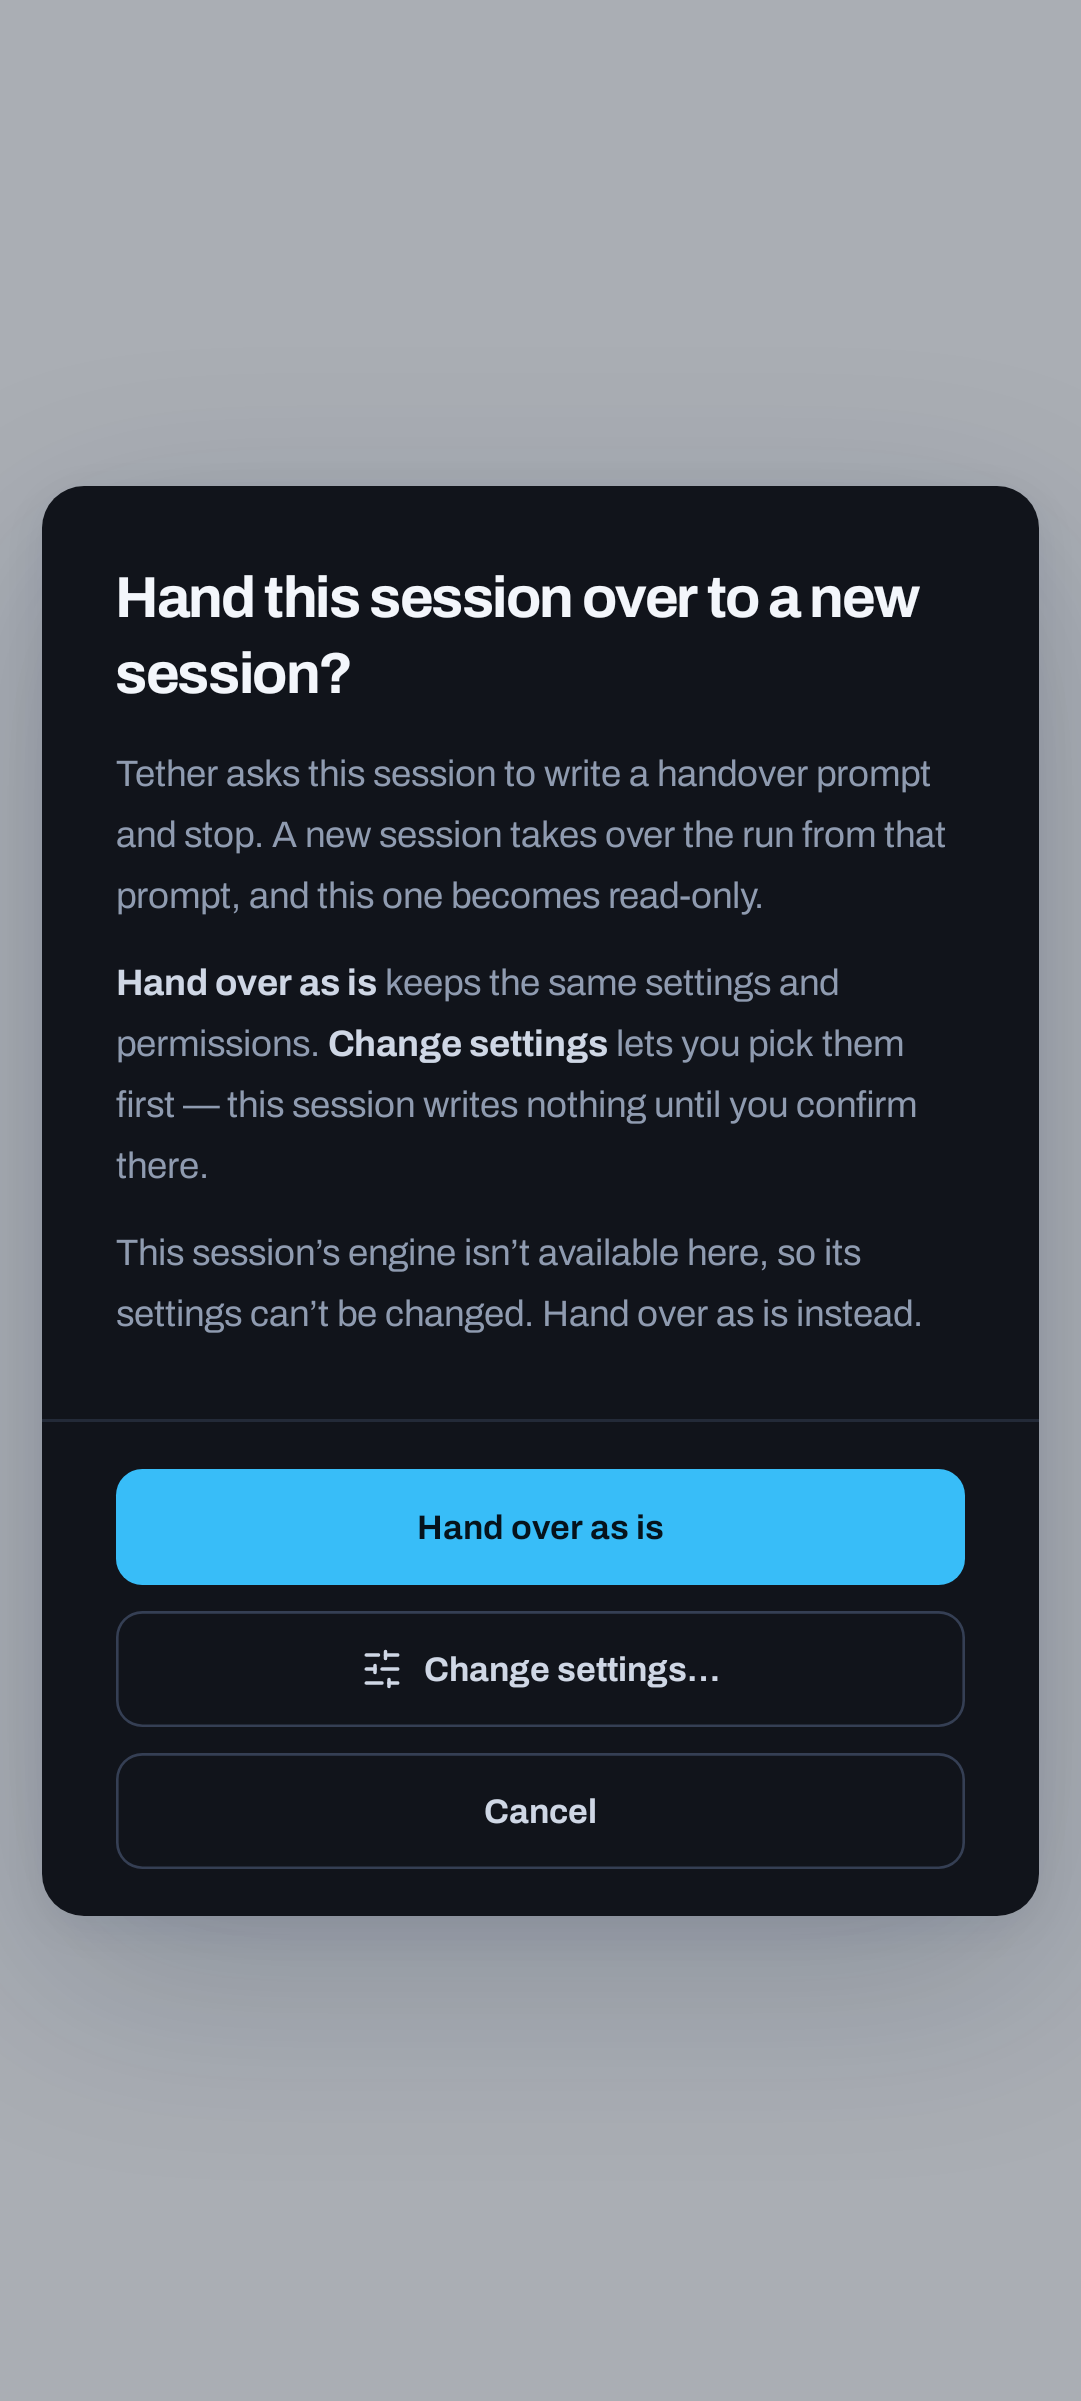 Hand this session over to a new
session?
Tether asks this session to write a handover prompt
and stop. A new session takes over the run from that
prompt, and this one becomes read-only.
Hand over as is keeps the same settings and
permissions. Change settings lets you pick them
first — this session writes nothing until you confirm
there.
This session’s engine isn’t available here, so its
settings can’t be changed. Hand over as is instead.
Hand over as is
Change settings…
Cancel